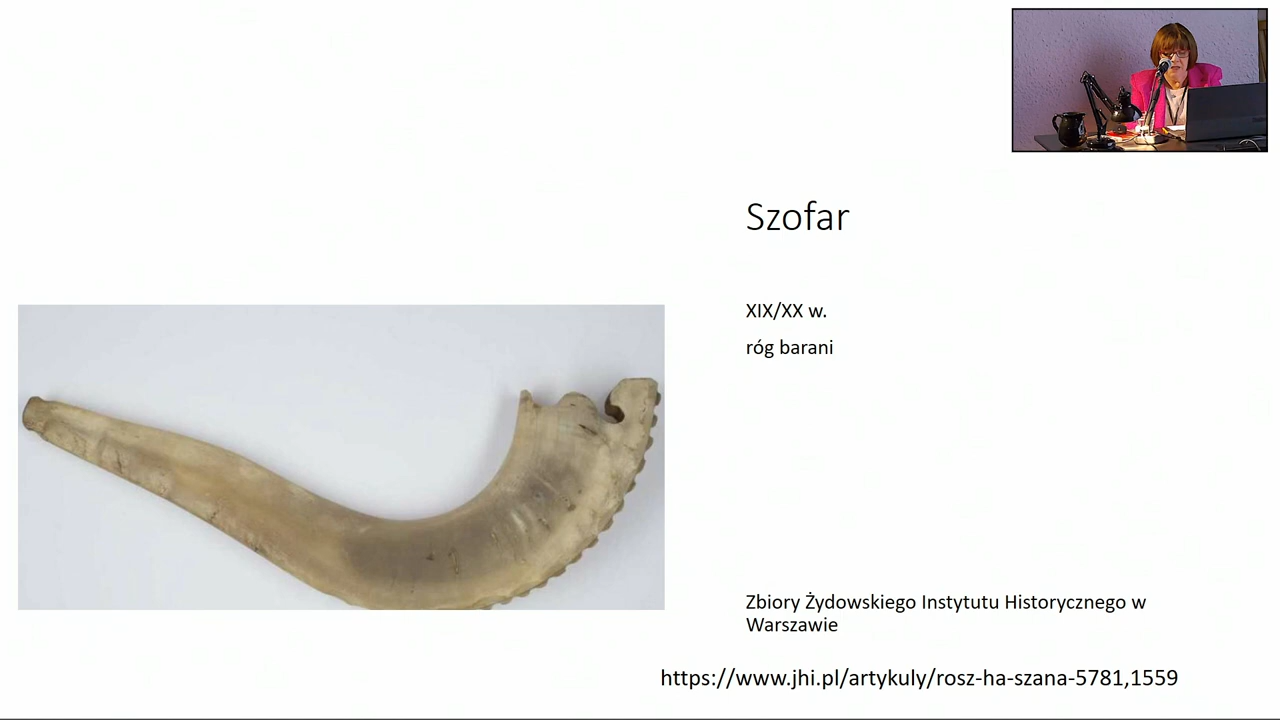 Szofar
XIX/XX w.
róg barani
Zbiory Żydowskiego Instytutu Historycznego w
Warszawie
https://www.jhi.pl/artykuly/rosz-ha-szana-5781,1559